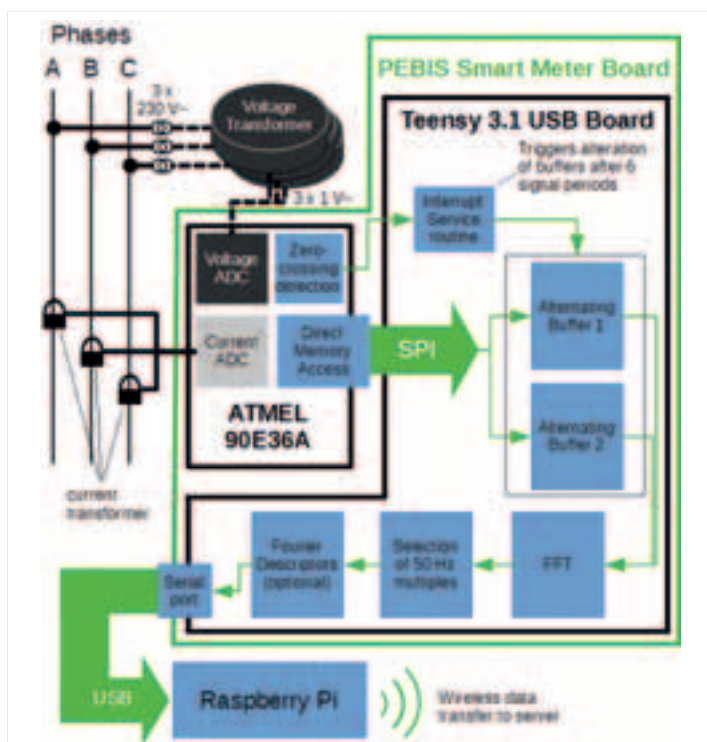 Phases
A B C
3 x
230 V~
Voltage
Transformer
3 x 1 V~
PEBIS Smart Meter Board
Teensy 3.1 USB Board
Triggers alteration
of buffers after 6
signal periods
Interrupt
Service
routine
Voltage
ADC
Zero-
crossing
detection
Current
ADC
Direct
Memory
Access
SPI
ATMEL
90E36A
Alternating
Buffer 1
Alternating
Buffer 2
current
transformer
Serial
port
Fourier
Descriptors
(optional)
Selection
of 50 Hz
multiples
FFT
USB
Raspberry Pi
Wireless data
transfer to server